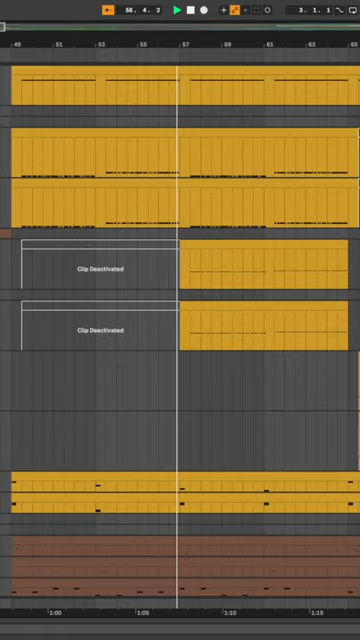 56. 4. 2
3. 1. 1
49 51 53 55 57 59 61 63 65
Clip Deactivated
Clip Deactivated
1:00 1:05 1:10 1:15